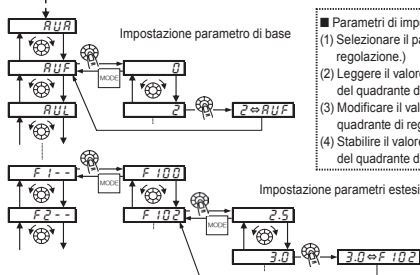 AUA
Impostazione parametro di base
AUF
MODE
0
AUL
2
2⇔AUF
■ Parametri di impo
(1) Selezionare il pa
regolazione.)
(2) Leggere il valore
del quadrante d
(3) Modificare il val
quadrante di reg
(4) Stabilire il valore
del quadrante di
F1--
MODE
F100
Impostazione parametri estesi
F2--
F102
MODE
2.5
3.0
3.0⇔F102